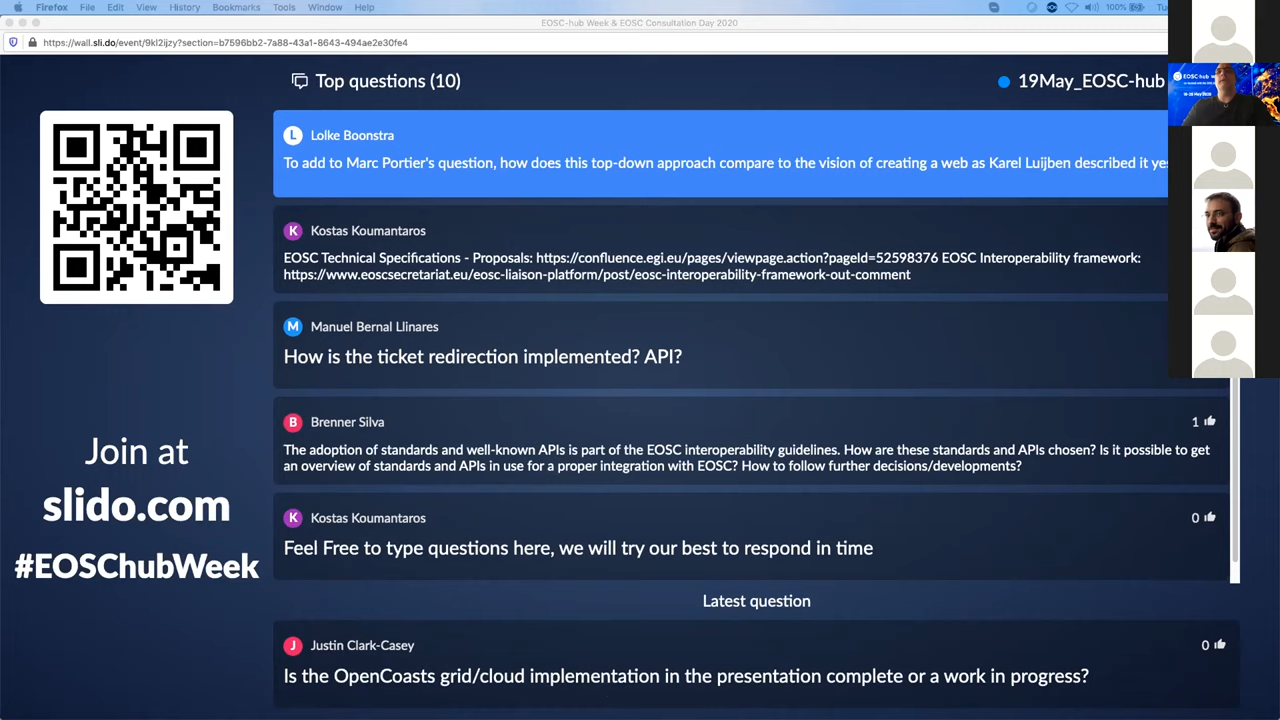 Firefox File Edit View History Bookmarks Tools Window Help 100%
EOSC-hub Week & EOSC Consultation Day 2020
https://wall.sli.do/event/9kl2ijzy?section=b7596bb2-7a88-43a1-8643-494ae2e30fe4
Top questions (10)
19May_EOSC-hub
L Lolke Boonstra
To add to Marc Portier's question, how does this top-down approach compare to the vision of creating a web as Karel Luijben described it
K Kostas Koumantaros
EOSC Technical Specifications - Proposals: https://confluence.egi.eu/pages/viewpage.action?pageId=52598376 EOSC Interoperability framework:
https://www.eoscsecretariat.eu/eosc-liaison-platform/post/eosc-interoperability-framework-out-comment
M Manuel Bernal Llinares
How is the ticket redirection implemented? API?
B Brenner Silva
1
The adoption of standards and well-known APIs is part of the EOSC interoperability guidelines. How are these standards and APIs chosen? Is it possible to get
an overview of standards and APIs in use for a proper integration with EOSC? How to follow further decisions/developments?
K Kostas Koumantaros
0
Feel Free to type questions here, we will try our best to respond in time
Latest question
J Justin Clark-Casey
0
Is the OpenCoasts grid/cloud implementation in the presentation complete or a work in progress?
Join at
slido.com
#EOSChubWeek
EOSC-hub